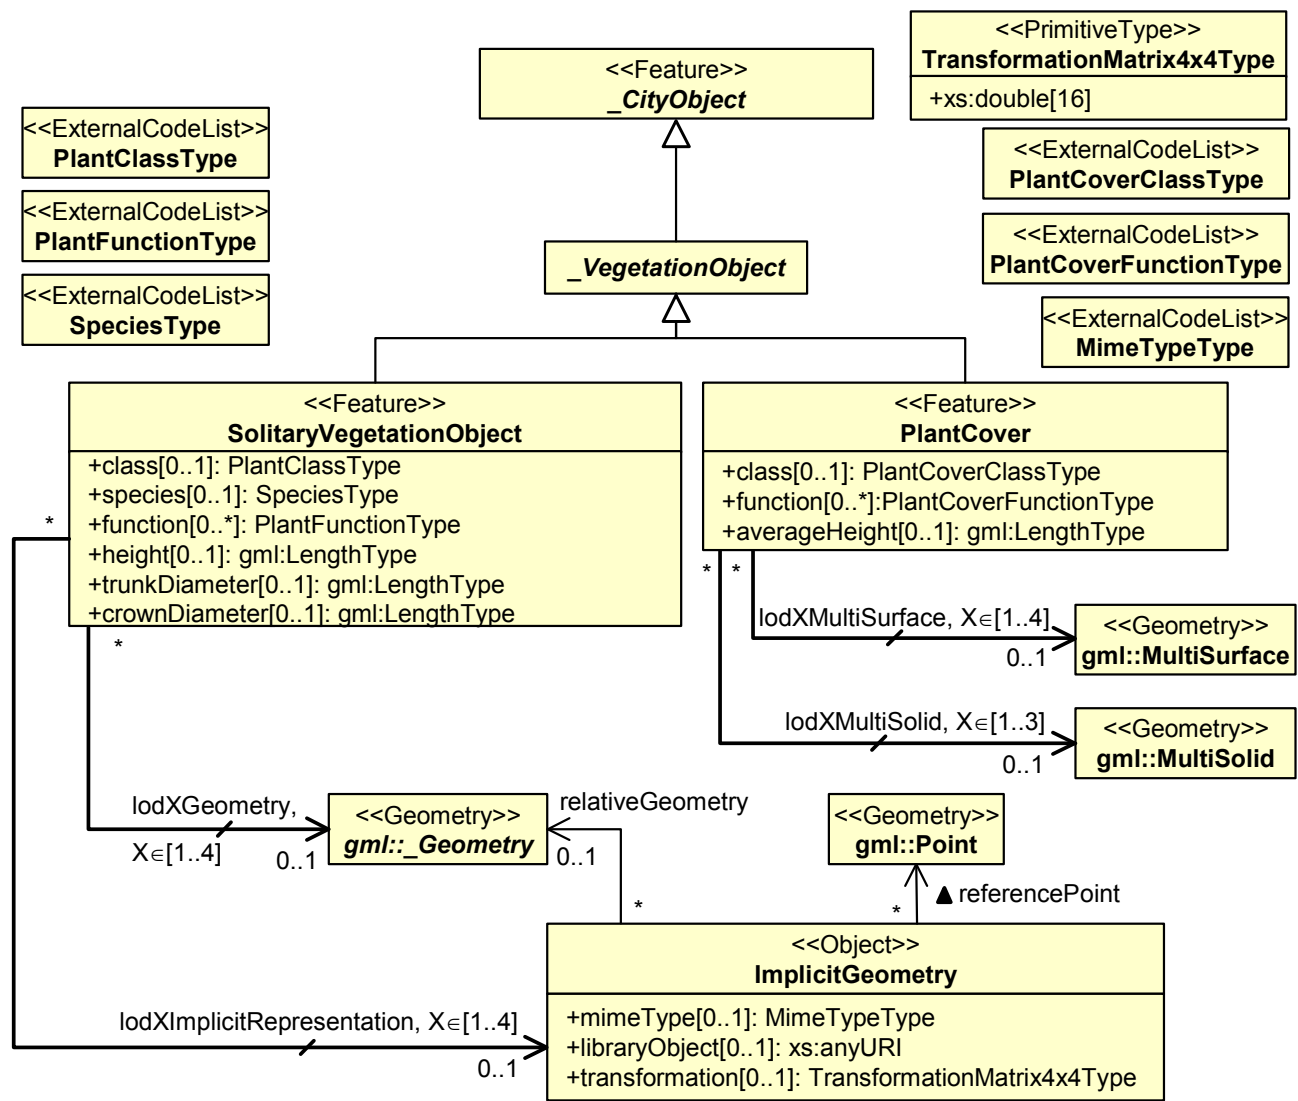 <<PrimitiveType>>
TransformationMatrix4x4Type
+xs:double[16]
<<Feature>>
_CityObject
<<ExternalCodeList>>
PlantClassType
<<ExternalCodeList>>
PlantFunctionType
<<ExternalCodeList>>
SpeciesType
<<ExternalCodeList>>
PlantCoverClassType
<<ExternalCodeList>>
PlantCoverFunctionType
<<ExternalCodeList>>
MimeTypeType
_VegetationObject
<<Feature>>
SolitaryVegetationObject
+class[0..1]: PlantClassType
+species[0..1]: SpeciesType
+function[0..*]: PlantFunctionType
+height[0..1]: gml:LengthType
+trunkDiameter[0..1]: gml:LengthType
+crownDiameter[0..1]: gml:LengthType
<<Feature>>
PlantCover
+class[0..1]: PlantCoverClassType
+function[0..*]:PlantCoverFunctionType
+averageHeight[0..1]: gml:LengthType
*
*
* *
lodXMultiSurface, X∈[1..4]
0..1
<<Geometry>>
gml::MultiSurface
lodXMultiSolid, X∈[1..3]
0..1
<<Geometry>>
gml::MultiSolid
lodXGeometry,
X∈[1..4]
0..1
<<Geometry>>
gml::_Geometry
relativeGeometry
0..1
*
<<Geometry>>
gml::Point
referencePoint
*
<<Object>>
ImplicitGeometry
+mimeType[0..1]: MimeTypeType
+libraryObject[0..1]: xs:anyURI
+transformation[0..1]: TransformationMatrix4x4Type
lodXImplicitRepresentation, X∈[1..4]
0..1